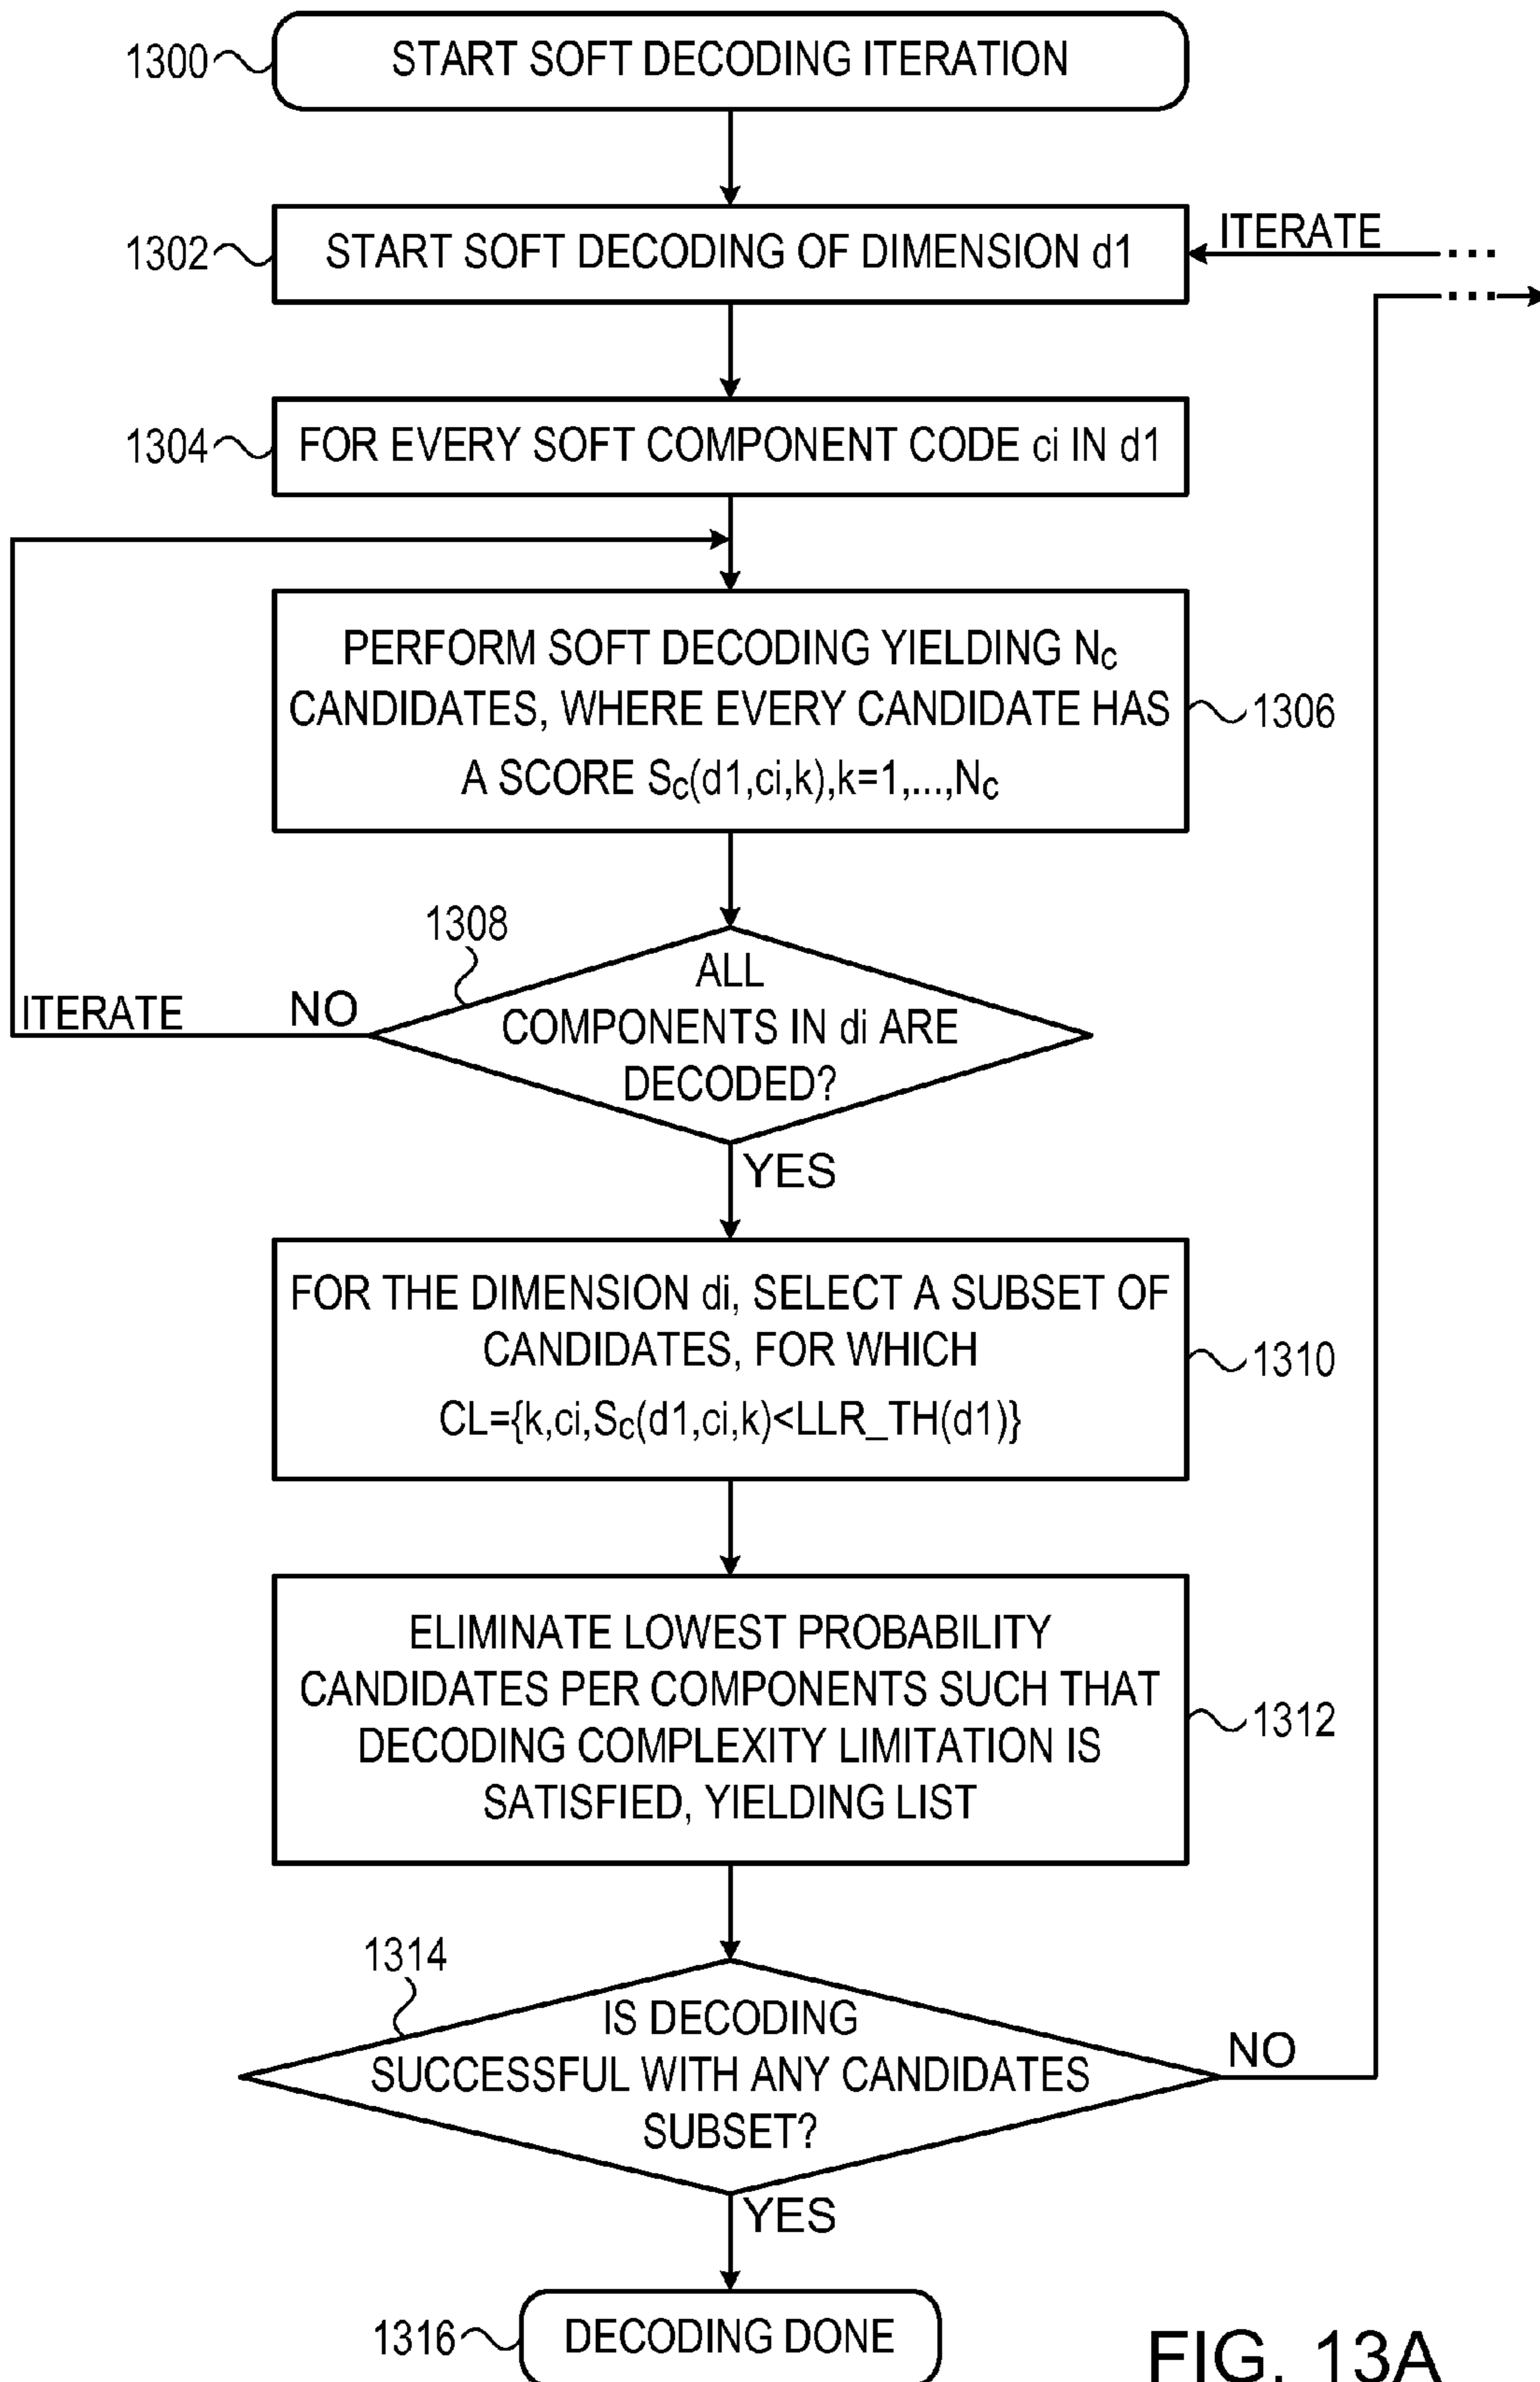 1300
START SOFT DECODING ITERATION
1302
START SOFT DECODING OF DIMENSION d1
ITERATE
...
...
1304
FOR EVERY SOFT COMPONENT CODE ci IN d1
PERFORM SOFT DECODING YIELDING Nc
CANDIDATES, WHERE EVERY CANDIDATE HAS
A SCORE Sc(d1,ci,k),k=1,...,Nc
1306
1308
ALL
COMPONENTS IN di ARE
DECODED?
ITERATE
NO
YES
FOR THE DIMENSION di, SELECT A SUBSET OF
CANDIDATES, FOR WHICH
CL={k,ci,Sc(d1,ci,k)<LLR_TH(d1)}
1310
ELIMINATE LOWEST PROBABILITY
CANDIDATES PER COMPONENTS SUCH THAT
DECODING COMPLEXITY LIMITATION IS
SATISFIED, YIELDING LIST
1312
1314
IS DECODING
SUCCESSFUL WITH ANY CANDIDATES
SUBSET?
NO
YES
1316
DECODING DONE
FIG. 13A